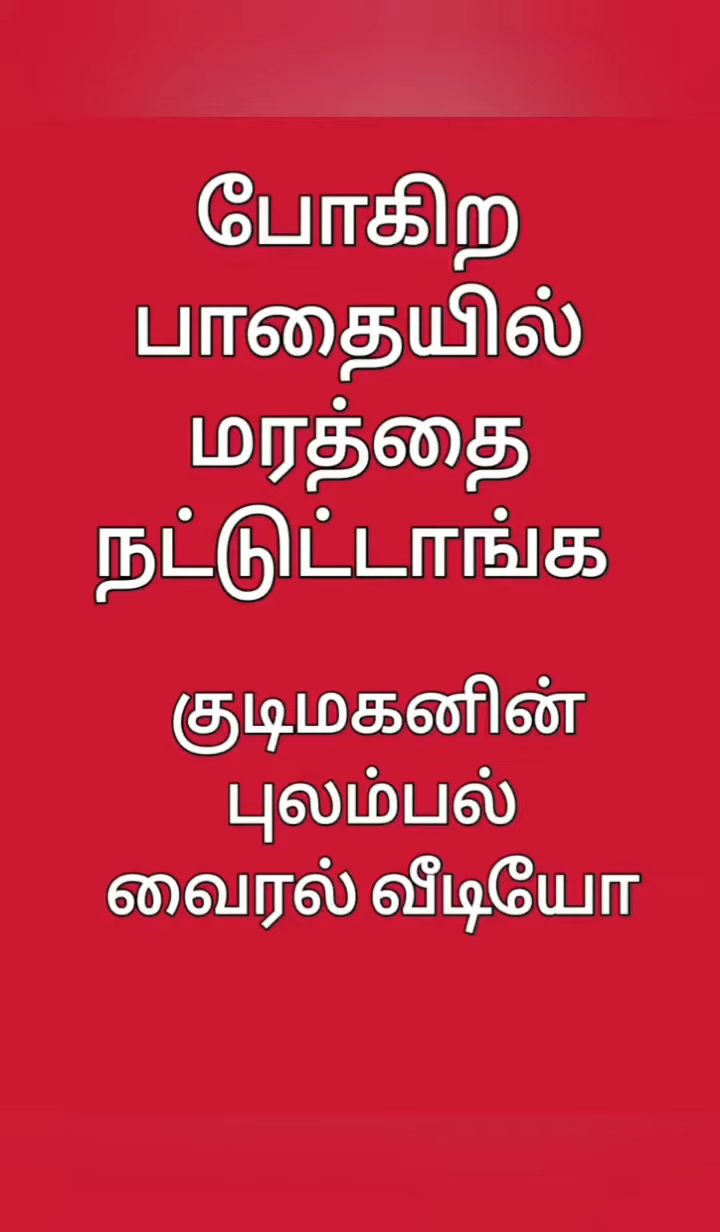 போகிற
பாதையில்
மரத்தை
நட்டுட்டாங்க
குடிமகனின்
புலம்பல்
வைரல் வீடியோ